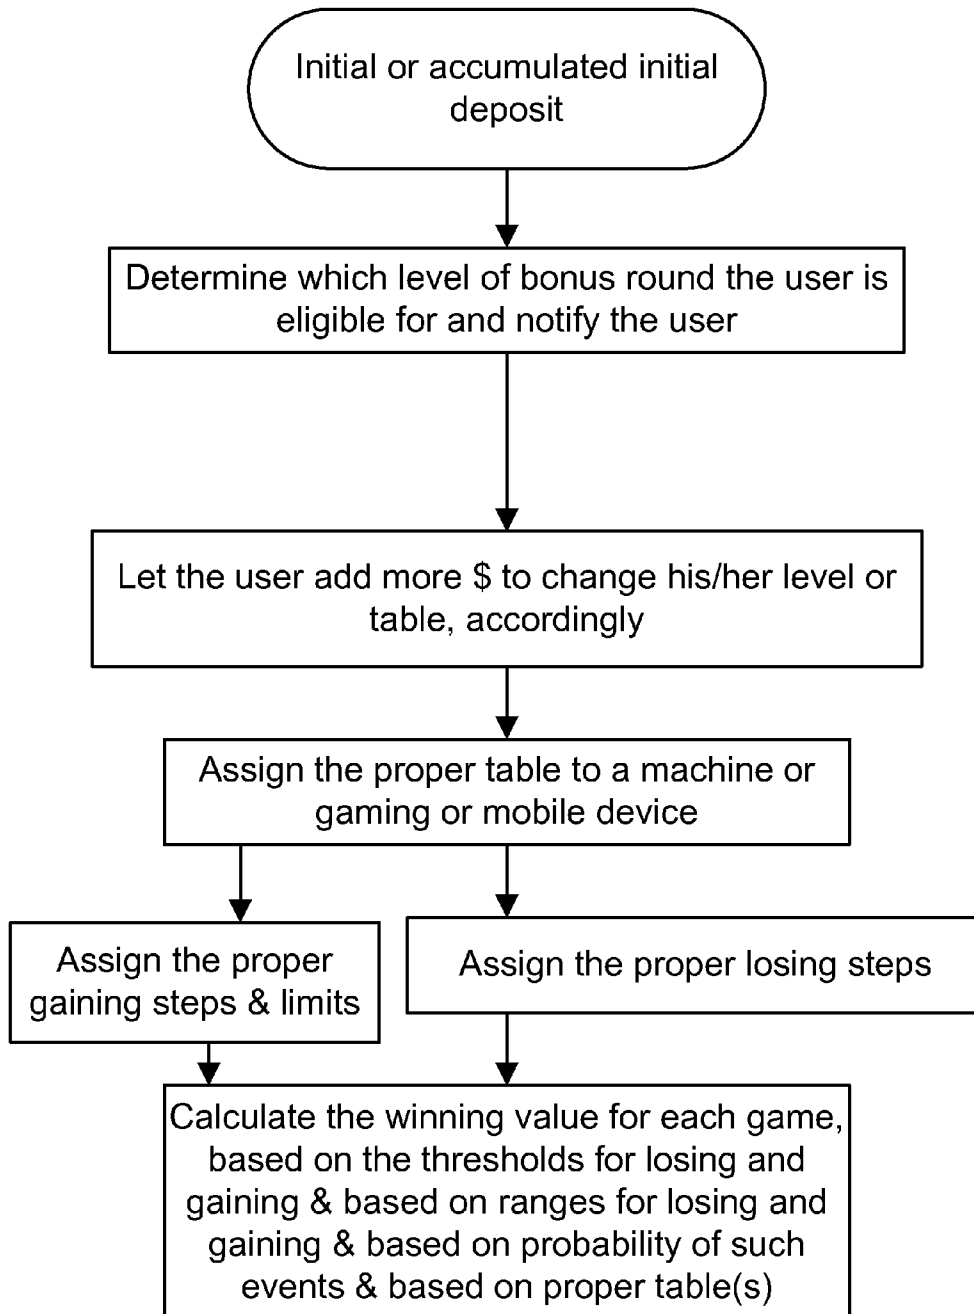 Initial or accumulated initial
deposit
Determine which level of bonus round the user is
eligible for and notify the user
Let the user add more $ to change his/her level or
table, accordingly
Assign the proper table to a machine or
gaming or mobile device
Assign the proper
gaining steps & limits
Assign the proper losing steps
Calculate the winning value for each game,
based on the thresholds for losing and
gaining & based on ranges for losing and
gaining & based on probability of such
events & based on proper table(s)